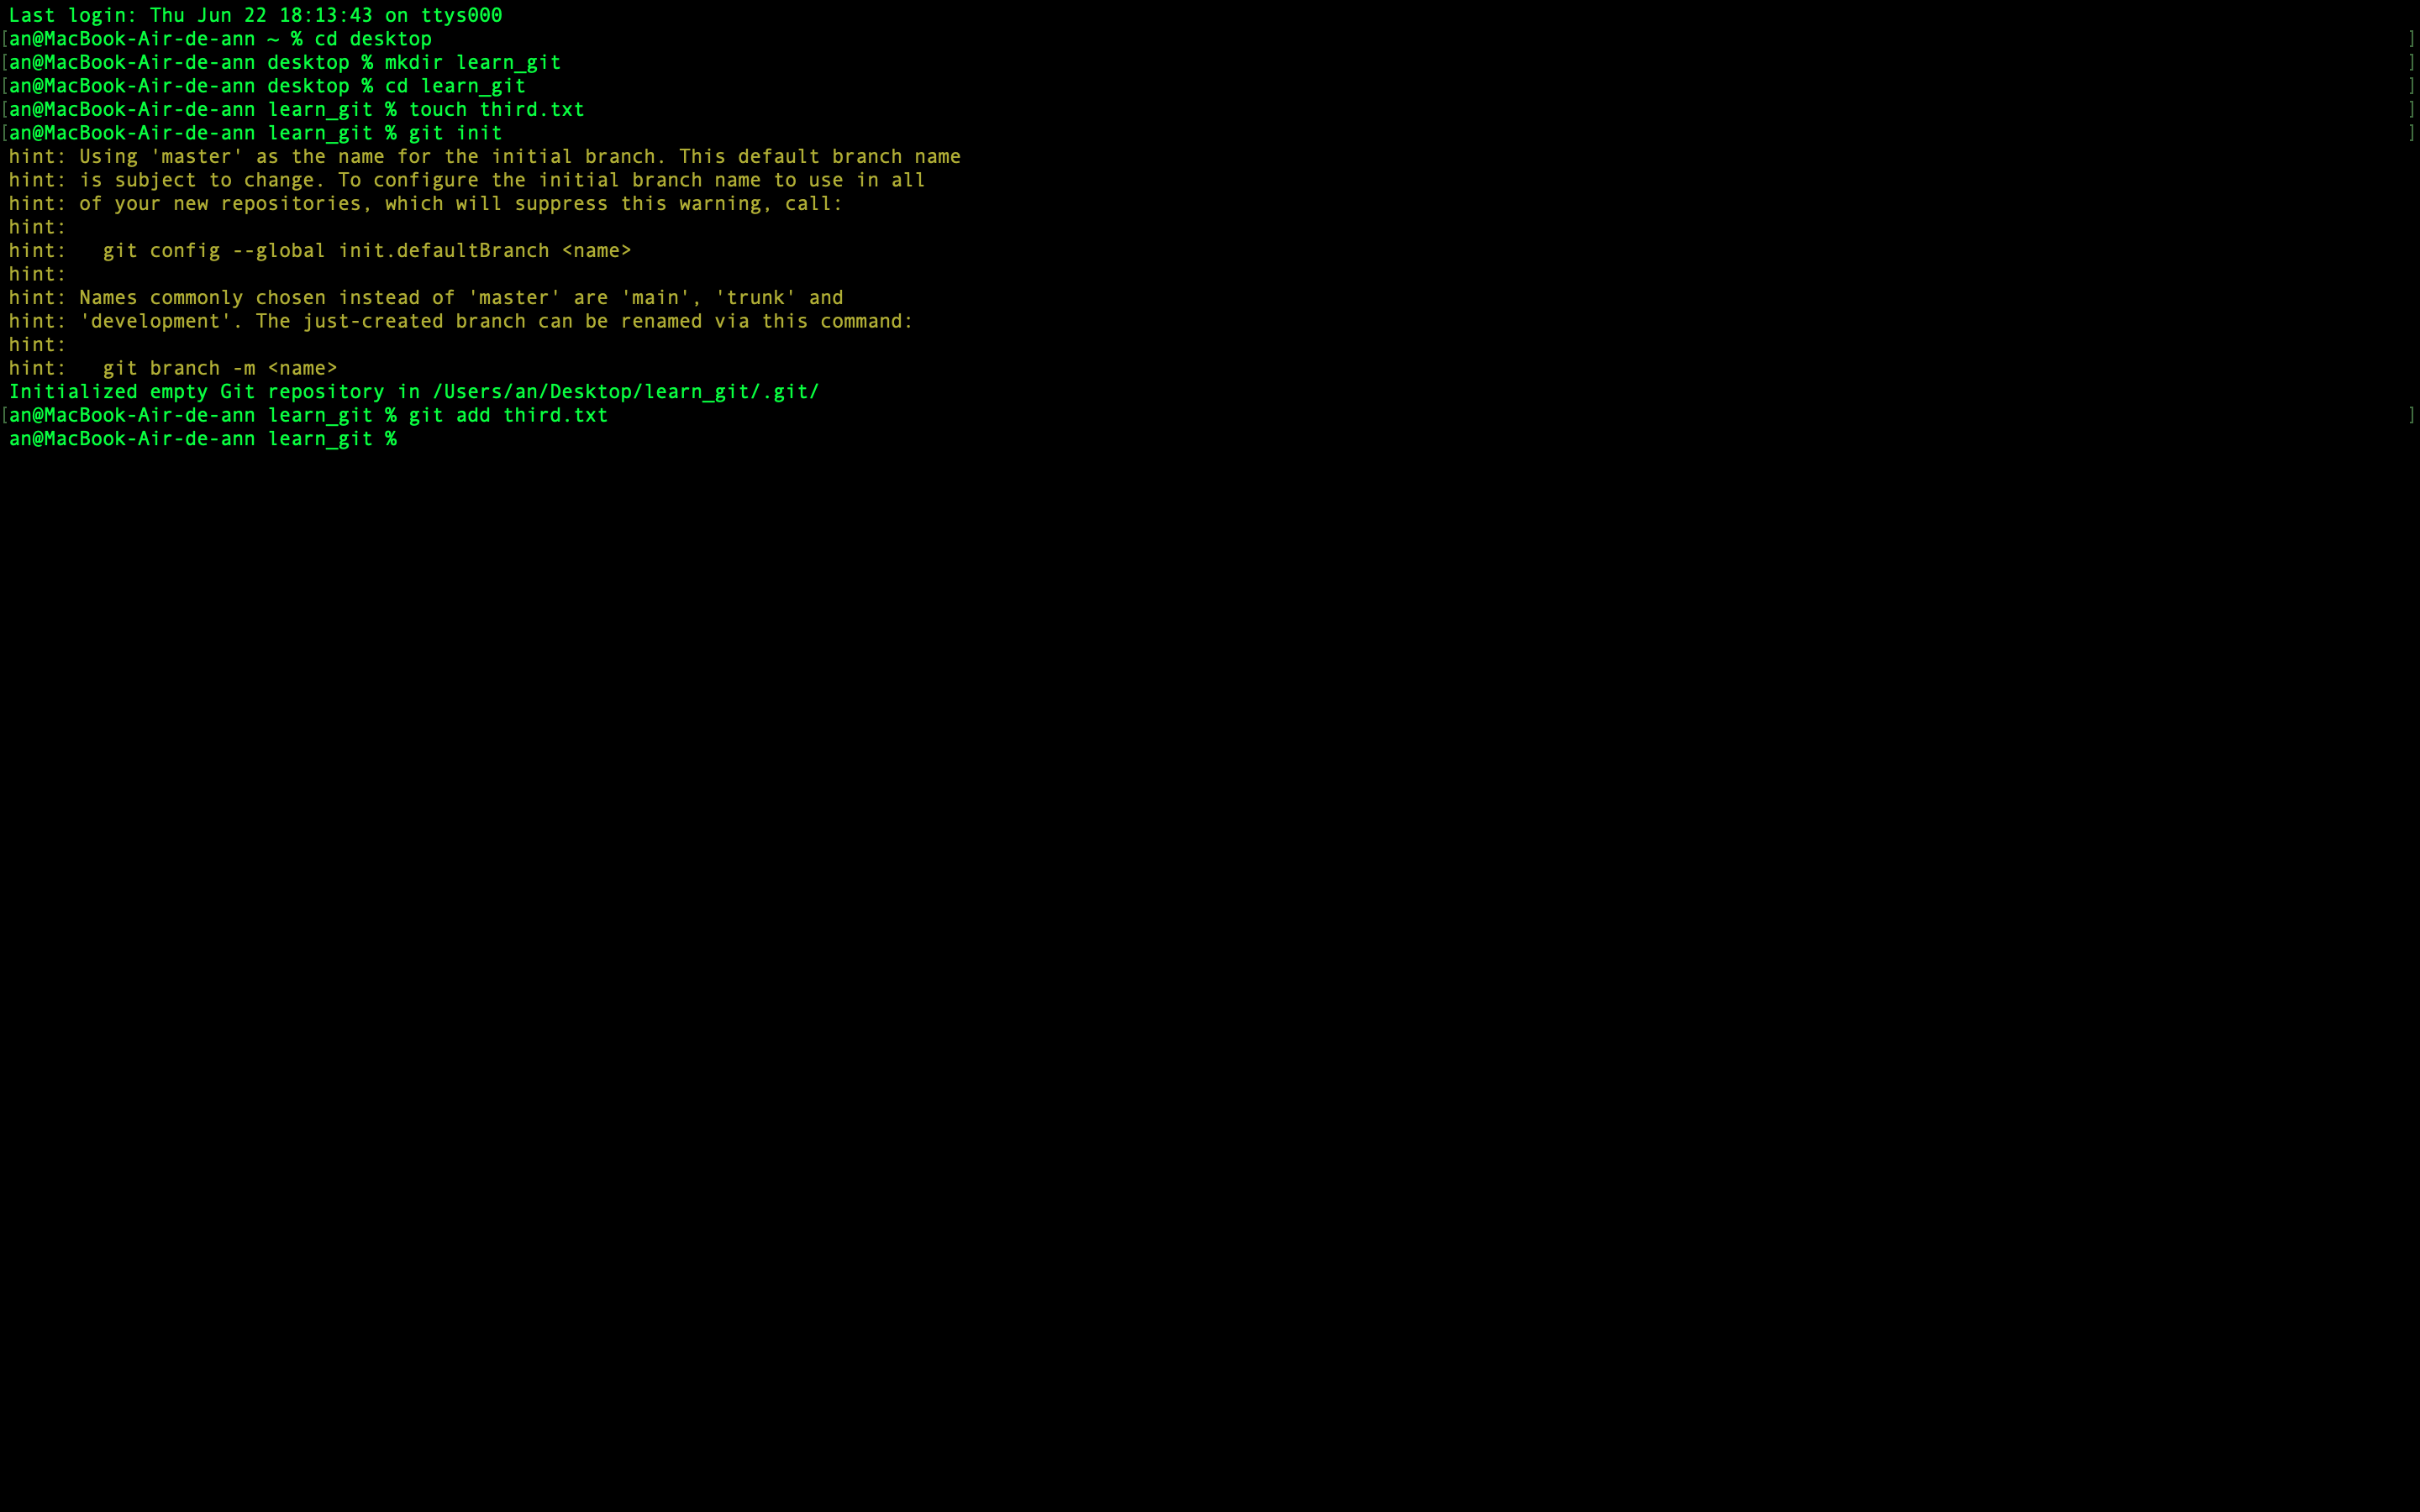 Last login: Thu Jun 22 18:13:43 on ttys000
[an@MacBook-Air-de-ann ~ % cd desktop ]
[an@MacBook-Air-de-ann desktop % mkdir learn_git ]
[an@MacBook-Air-de-ann desktop % cd learn_git ]
[an@MacBook-Air-de-ann learn_git % touch third.txt ]
[an@MacBook-Air-de-ann learn_git % git init ]
hint: Using 'master' as the name for the initial branch. This default branch name
hint: is subject to change. To configure the initial branch name to use in all
hint: of your new repositories, which will suppress this warning, call:
hint:
hint:   git config --global init.defaultBranch <name>
hint:
hint: Names commonly chosen instead of 'master' are 'main', 'trunk' and
hint: 'development'. The just-created branch can be renamed via this command:
hint:
hint:   git branch -m <name>
Initialized empty Git repository in /Users/an/Desktop/learn_git/.git/
[an@MacBook-Air-de-ann learn_git % git add third.txt ]
an@MacBook-Air-de-ann learn_git %